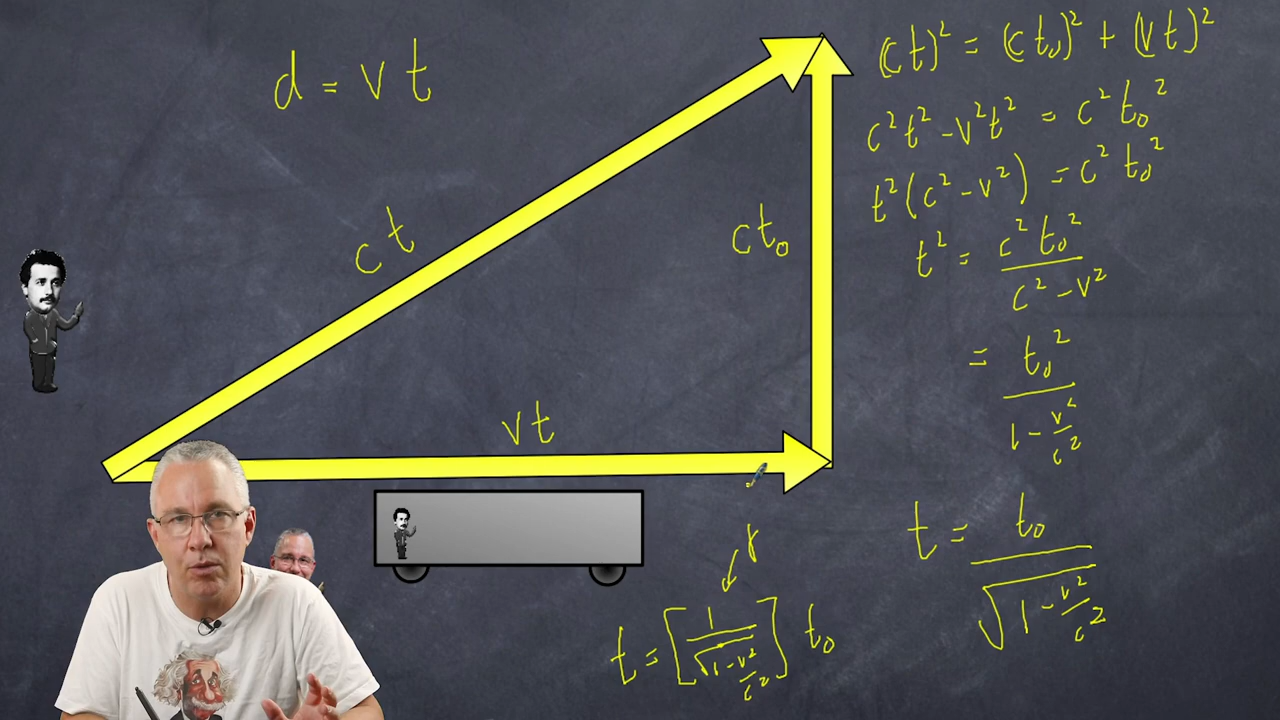 d = v t
c t
c t₀
v t
(c t)² = (c t₀)² + (v t)²
c² t² - v² t² = c² t₀²
t² (c² - v²) = c² t₀²
t² = c² t₀² / c² - v²
= t₀² / 1 - v²/c²
t = t₀ / √1 - v²/c²
γ
t = [1 / √1 - v²/c²] t₀